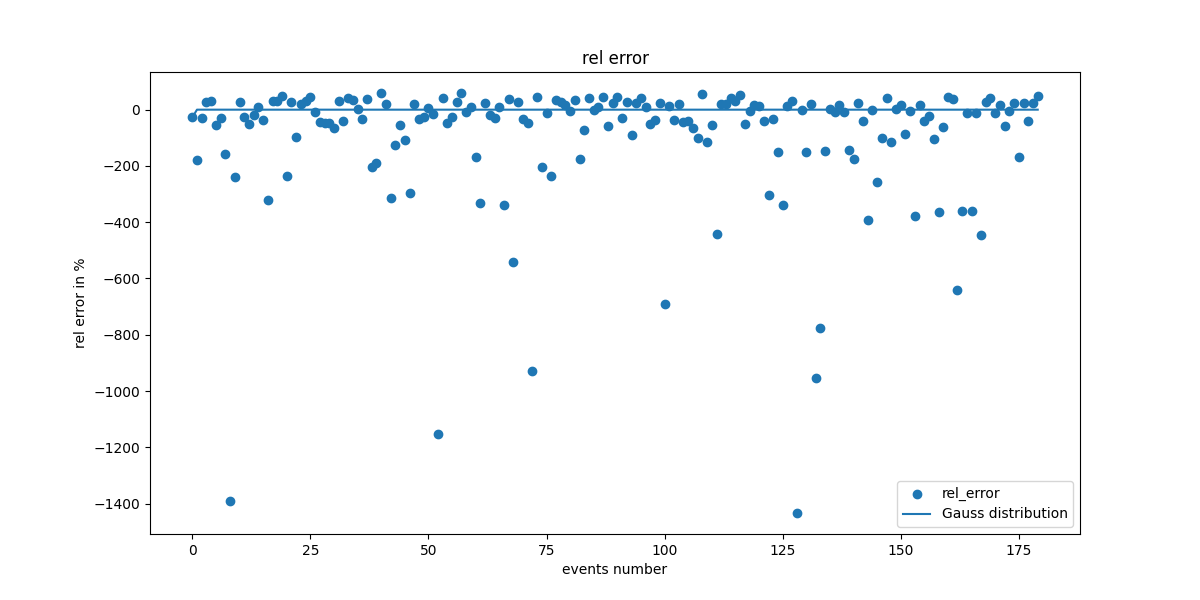 rel error
rel error in %
0
−200
−400
−600
−800
−1000
−1200
−1400
0 25 50 75 100 125 150 175
events number
rel_error
Gauss distribution